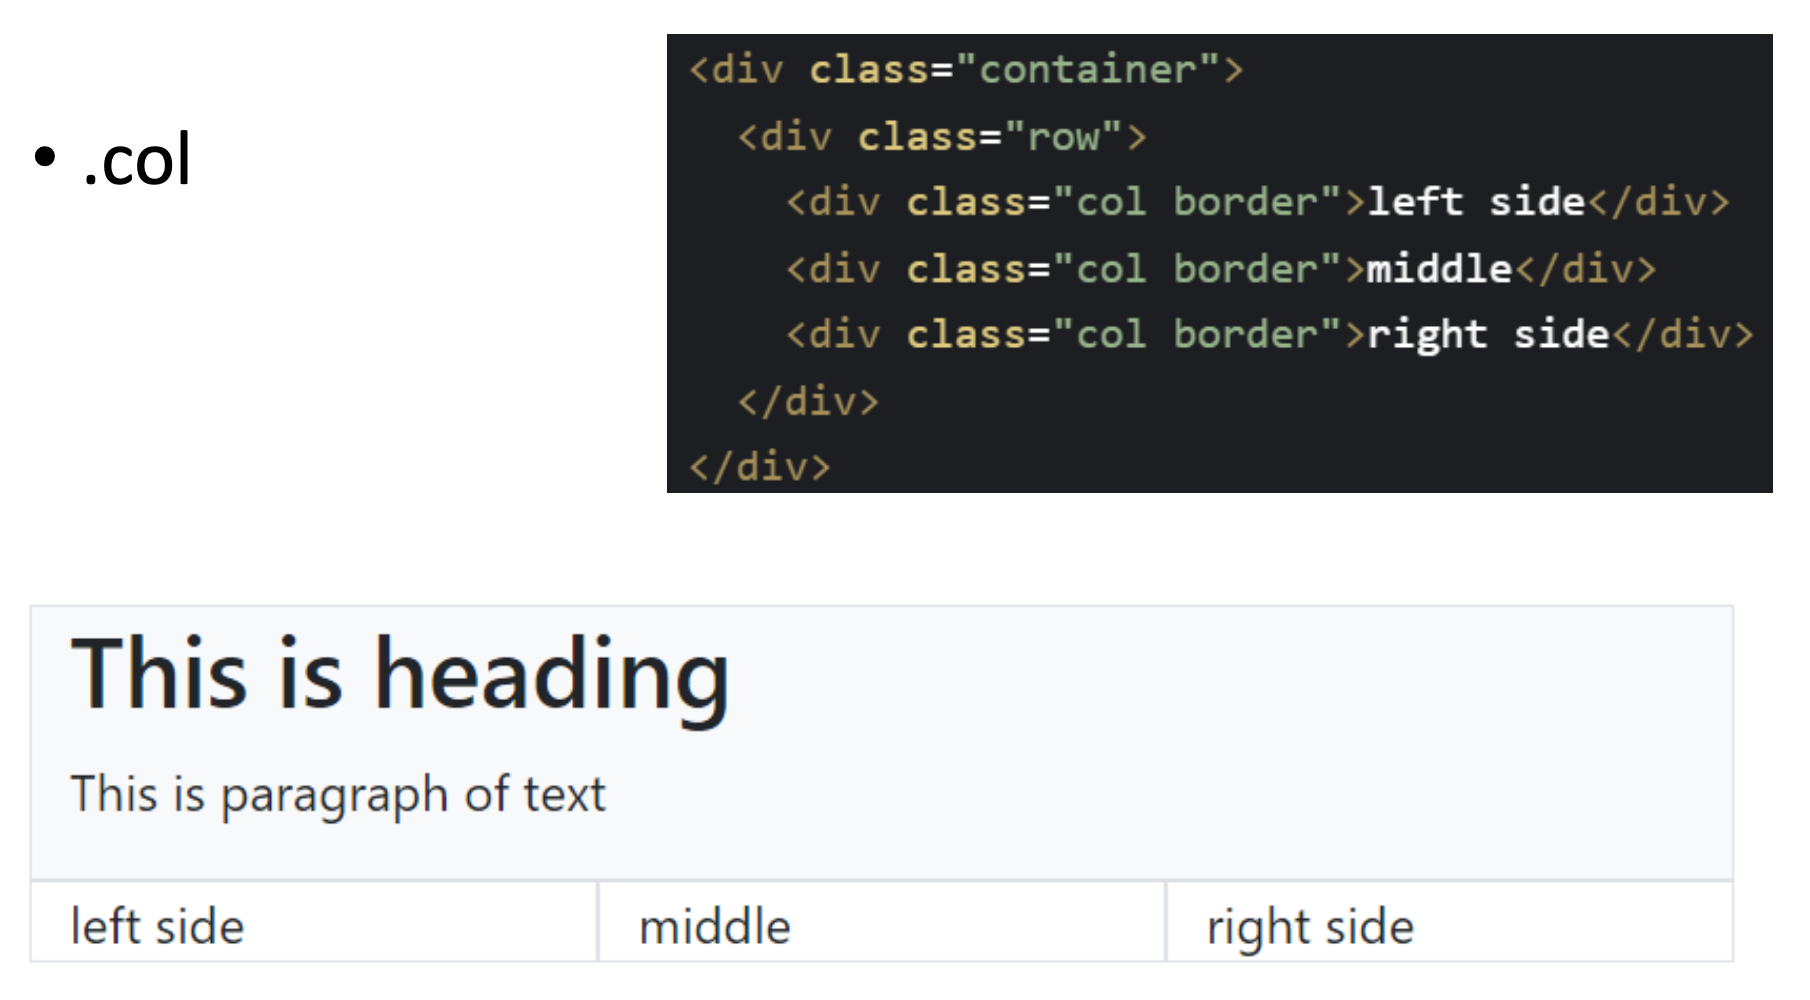 • .col
<div class="container">
  <div class="row">
    <div class="col border">left side</div>
    <div class="col border">middle</div>
    <div class="col border">right side</div>
  </div>
</div>
This is heading
This is paragraph of text
left side middle right side